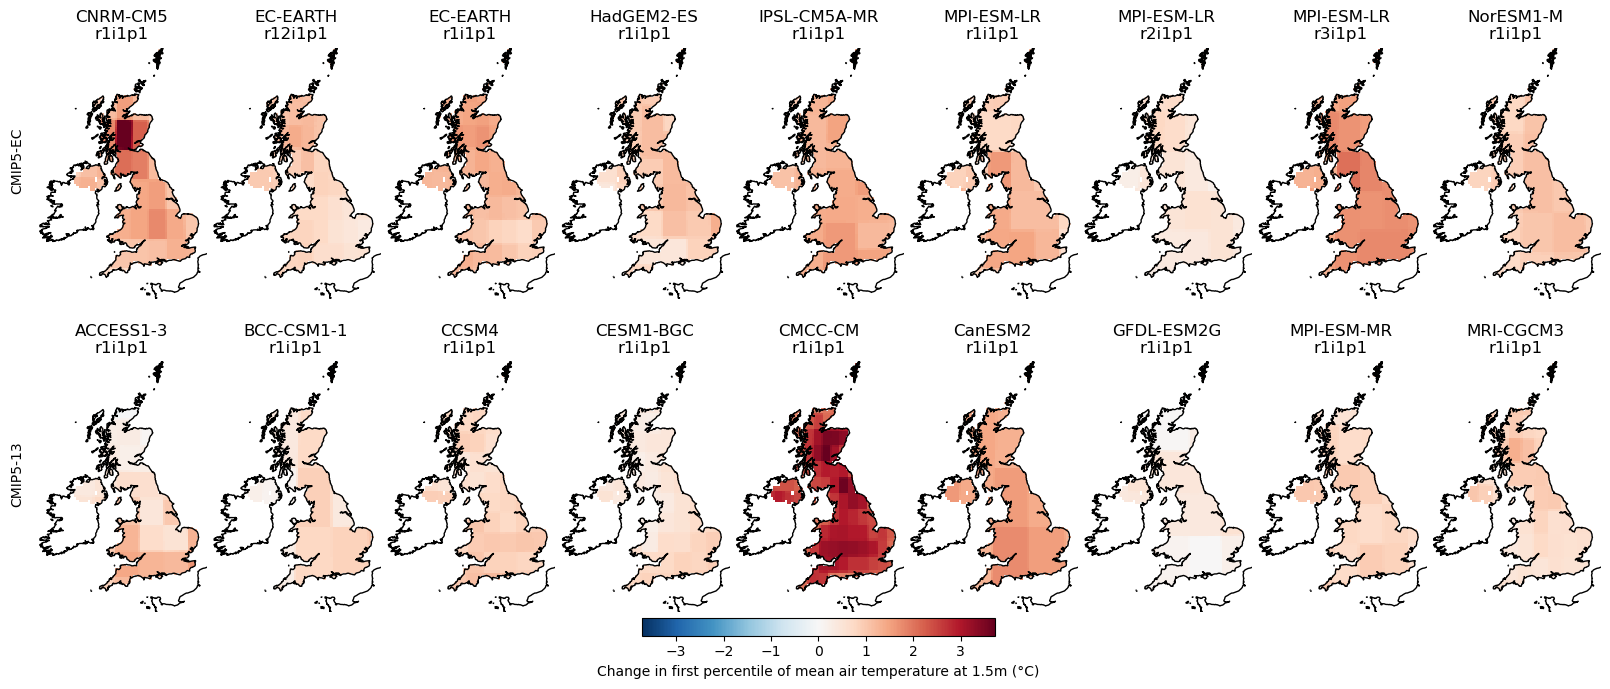 CNRM-CM5
r1i1p1
EC-EARTH
r12i1p1
EC-EARTH
r1i1p1
HadGEM2-ES
r1i1p1
IPSL-CM5A-MR
r1i1p1
MPI-ESM-LR
r1i1p1
MPI-ESM-LR
r2i1p1
MPI-ESM-LR
r3i1p1
NorESM1-M
r1i1p1
CMIP5-EC
ACCESS1-3
r1i1p1
BCC-CSM1-1
r1i1p1
CCSM4
r1i1p1
CESM1-BGC
r1i1p1
CMCC-CM
r1i1p1
CanESM2
r1i1p1
GFDL-ESM2G
r1i1p1
MPI-ESM-MR
r1i1p1
MRI-CGCM3
r1i1p1
CMIP5-13
−3 −2 −1 0 1 2 3
Change in first percentile of mean air temperature at 1.5m (°C)